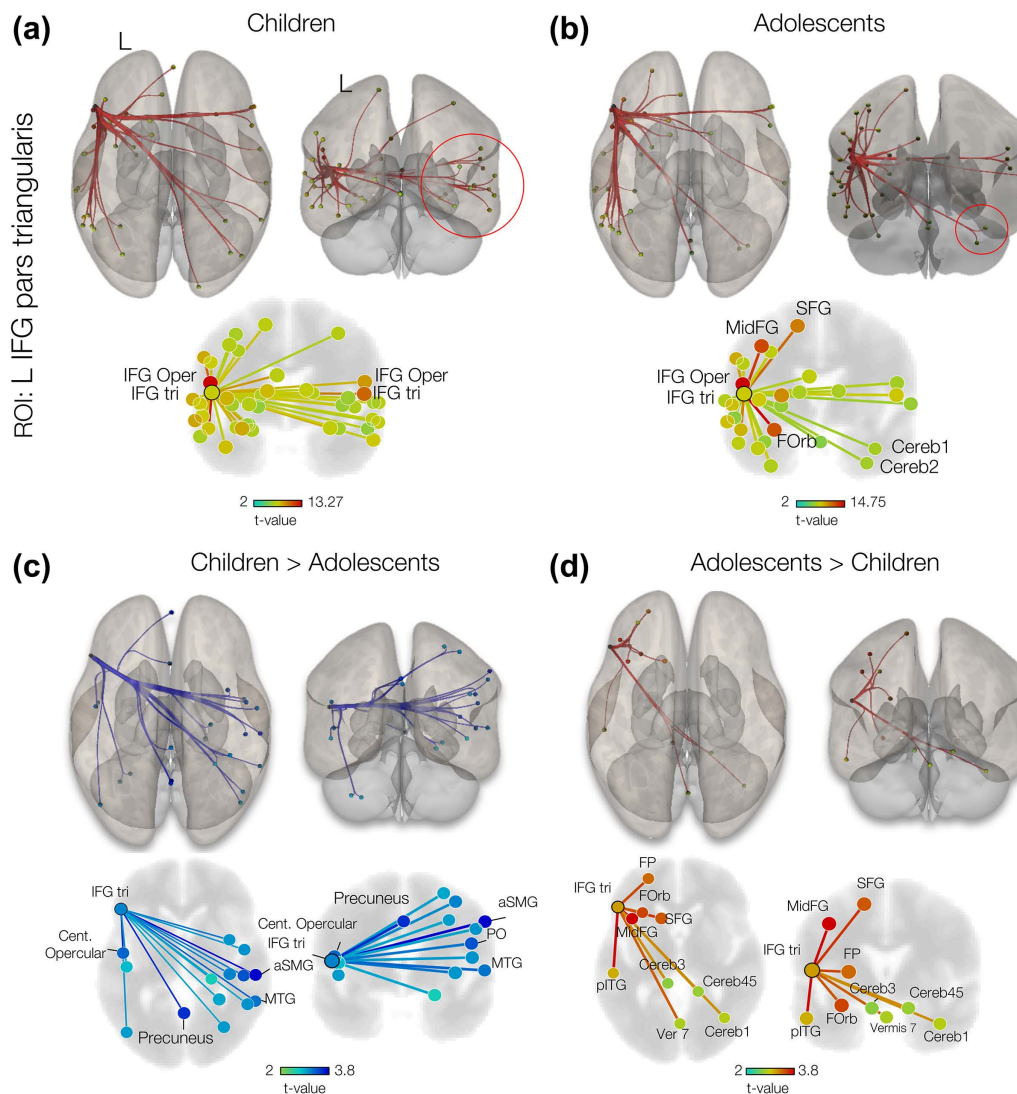 (a)
Children
L
L
ROI: L IFG pars triangularis
IFG Oper
IFG tri
IFG Oper
IFG tri
2 13.27
t-value
(b)
Adolescents
SFG
MidFG
IFG Oper
IFG tri
FOrb
Cereb1
Cereb2
2 14.75
t-value
(c)
Children > Adolescents
IFG tri
Cent.
Opercular
aSMG
MTG
Precuneus
Precuneus
aSMG
Cent. Opercular
IFG tri
PO
MTG
2 3.8
t-value
(d)
Adolescents > Children
FP
IFG tri
FOrb
SFG
MidFG
Cereb3
pITG
Cereb45
Ver 7
Cereb1
SFG
MidFG
IFG tri
FP
Cereb3
Cereb45
pITG
FOrb
Vermis 7
Cereb1
2 3.8
t-value